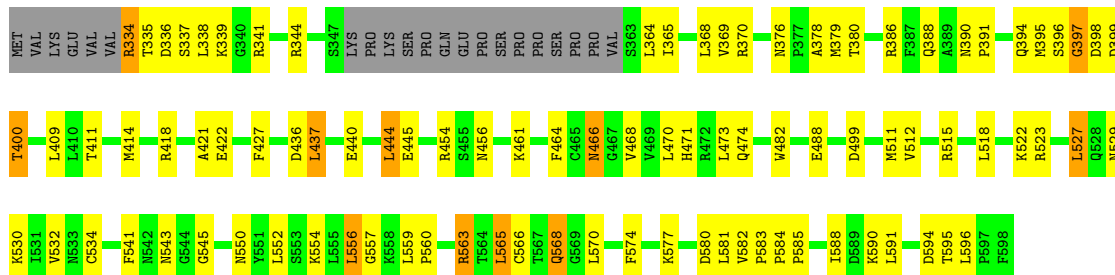 MET VAL LYS GLU VAL VAL R334 T335 D336 S337 L338 K339 G340 R341 R344 S347 LYS PRO LYS SER PRO GLN GLU PRO SER PRO PRO SER PRO PRO VAL S363 L364 L365 L368 V369 R370 N376 P377 A378 M379 T380 R386 F387 Q388 A389 N390 P391 Q394 M395 S396 G397 D398
T400 L409 L410 T411 M414 R418 A421 E422 F427 D436 L437 E440 L444 E445 R454 S455 N456 K461 F464 C465 N466 G467 V468 V469 L470 H471 R472 L473 Q474 W482 E488 D499 M511 V512 R515 L518 K522 R523 L527 Q528
K530 I531 V532 N533 C534 F541 N542 N543 G544 G545 N550 Y551 L552 S553 K554 L555 L556 G557 K558 L559 P560 R563 T564 L565 C566 T567 Q568 G569 L570 F574 K577 D580 L581 V582 P583 P584 P585 I588 D589 K590 L591 D594 T595 L596 P597 F598